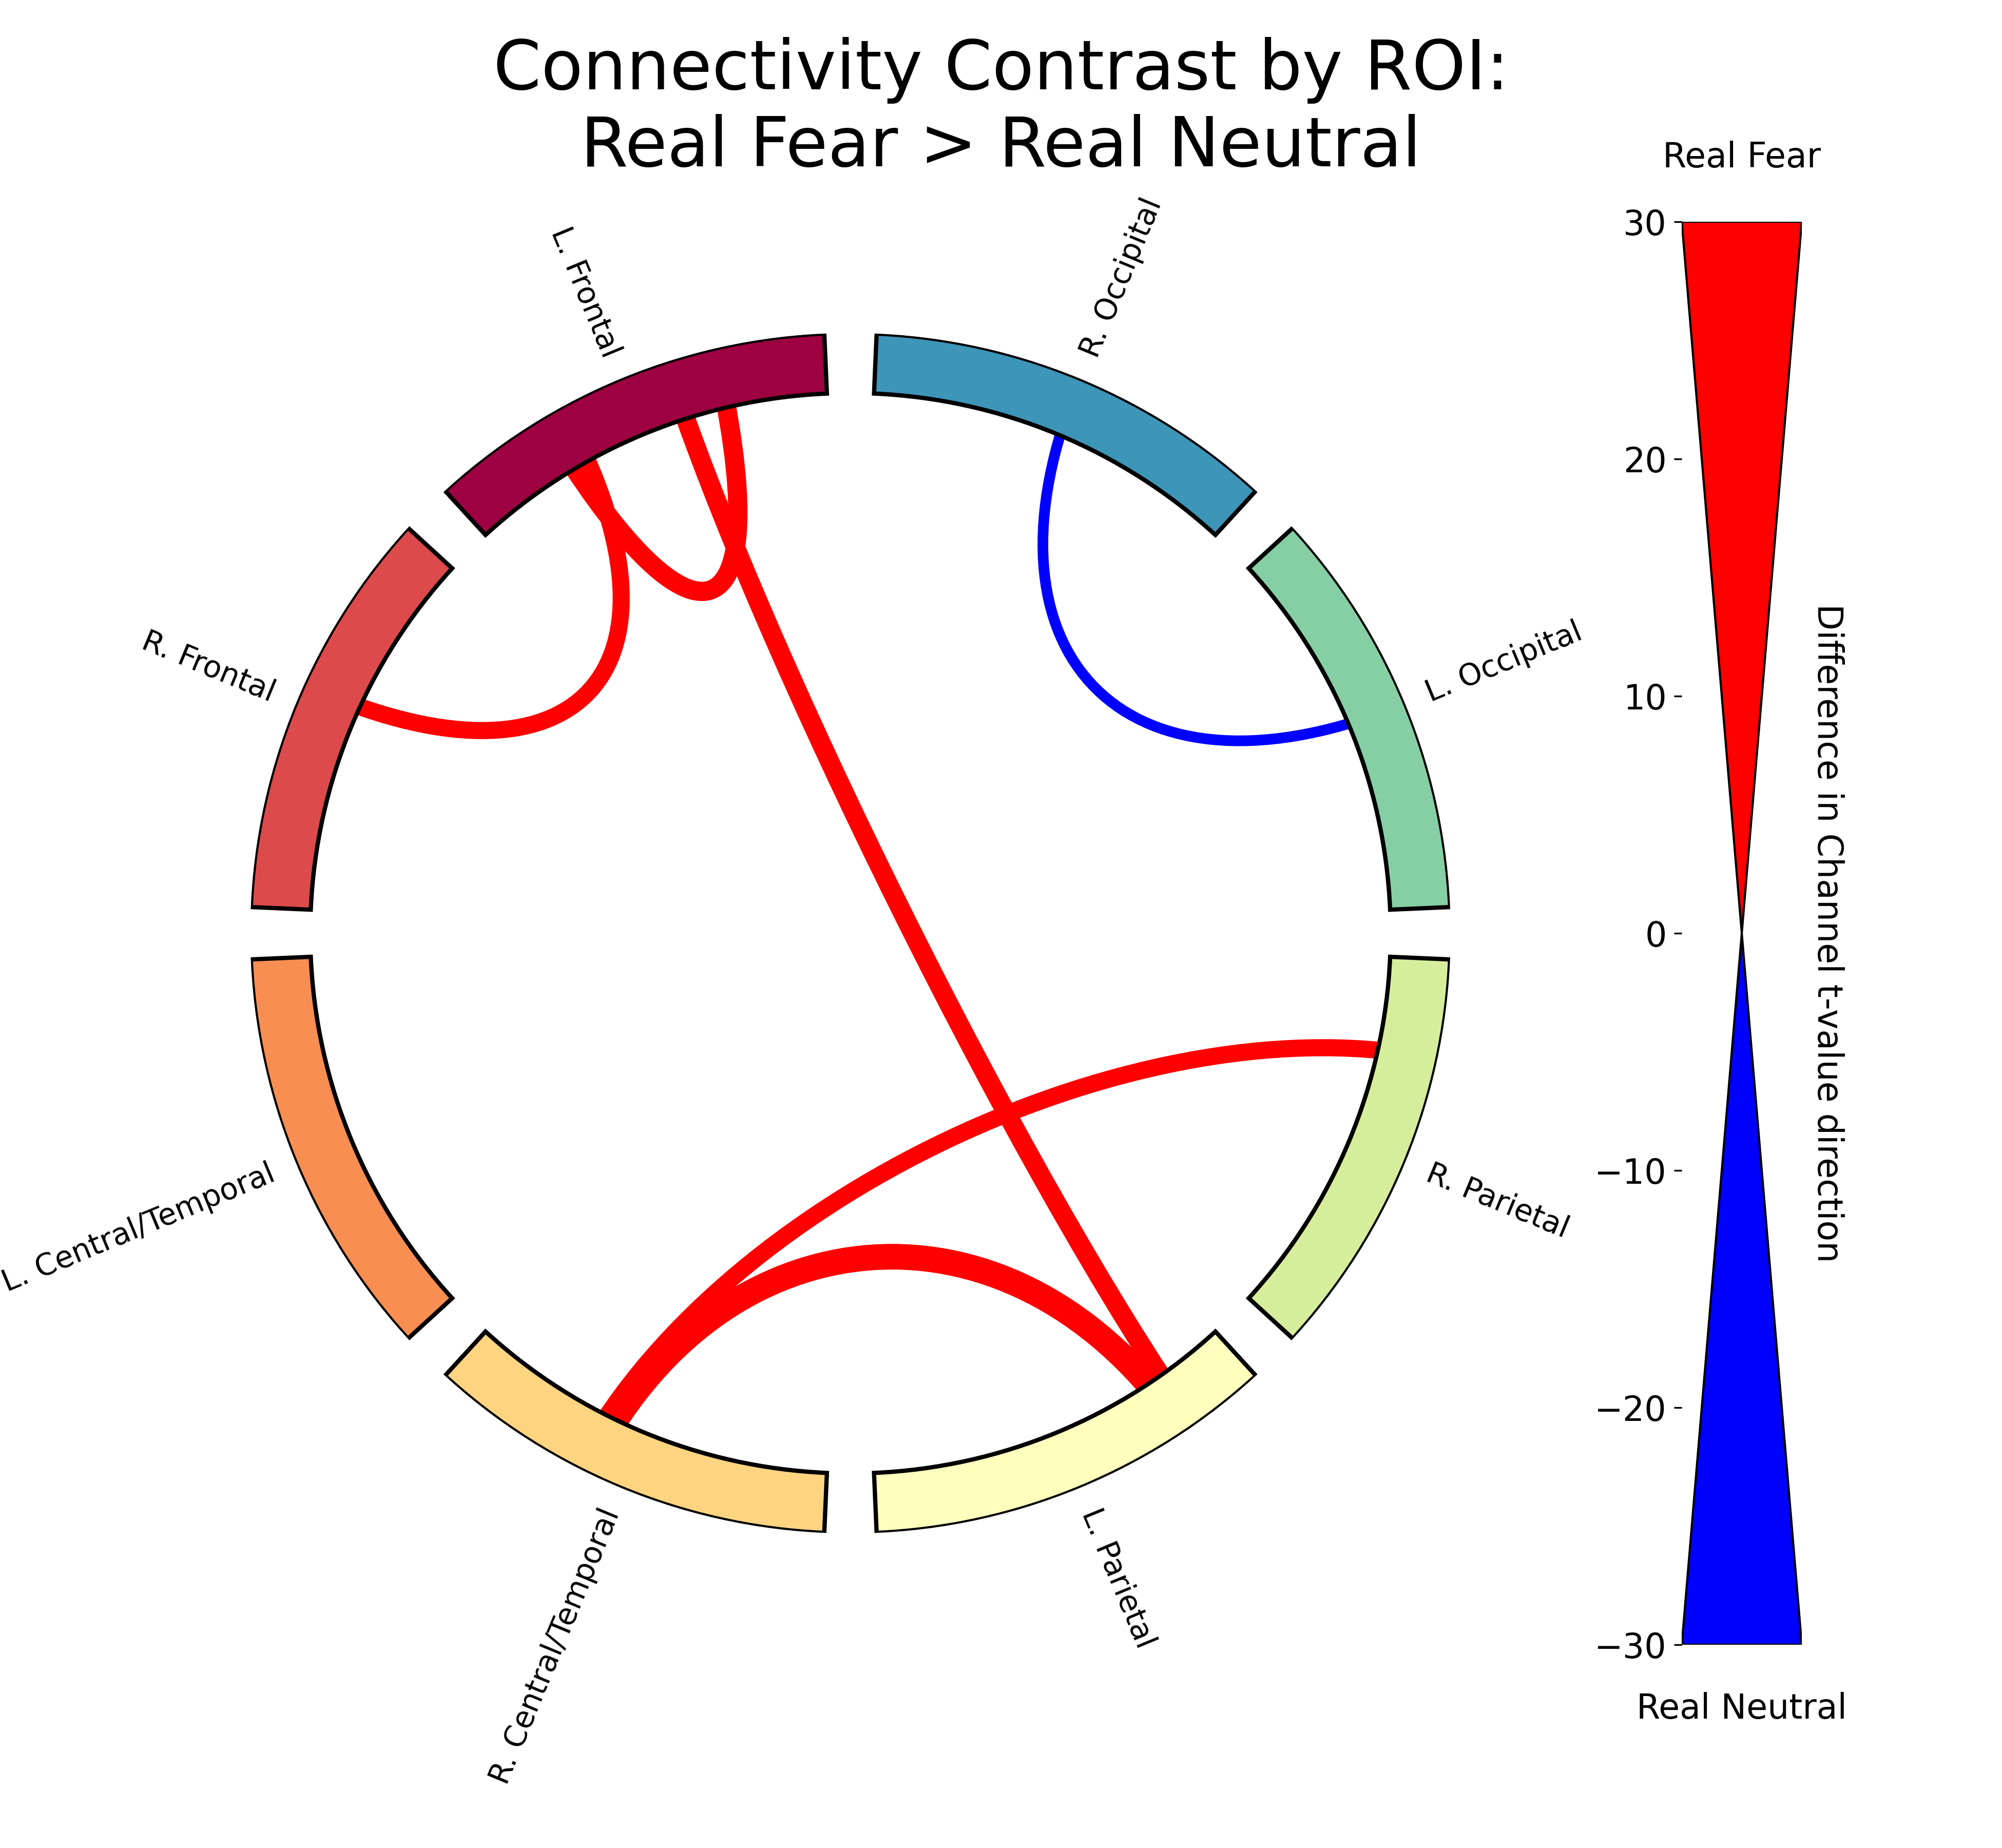 Connectivity Contrast by ROI:
Real Fear > Real Neutral
Real Fear
L. Frontal
R. Occipital
R. Frontal
L. Occipital
L. Central/Temporal
R. Parietal
R. Central/Temporal
L. Parietal
30
20
10
0
−10
−20
−30
Difference in Channel t-value direction
Real Neutral